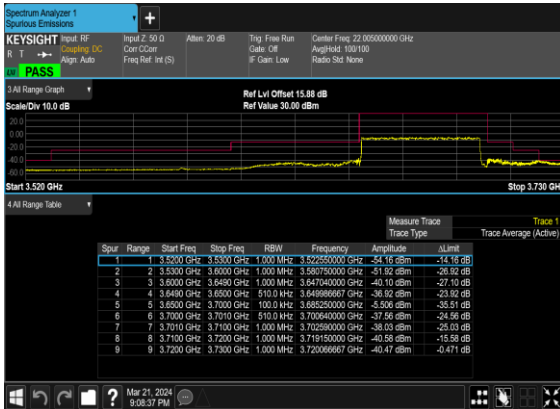 Spectrum Analyzer 1
Spurious Emissions
KEYSIGHT Input: RF Input Z: 50 Ω Atten: 20 dB Trig: Free Run Center Freq: 22.005000000 GHz
R T Coupling: DC Corr CCorr Gate: Off Avg|Hold: 100/100
Align: Auto Freq Ref: Int (S) IF Gain: Low Radio Std: None
LXI PASS
3 All Range Graph Ref Lvl Offset 15.88 dB
Scale/Div 10.0 dB Ref Value 30.00 dBm
20.0
0.00
-20.0
-40.0
-60.0
Start 3.520 GHz Stop 3.730 GH
4 All Range Table
Measure Trace Trace 1
Trace Type Trace Average (Active)
Spur Range Start Freq Stop Freq RBW Frequency Amplitude ΔLimit
1 1 3.5200 GHz 3.5300 GHz 1.000 MHz 3.522550000 GHz -54.16 dBm -14.16 dB
2 2 3.5300 GHz 3.6000 GHz 1.000 MHz 3.580750000 GHz -51.92 dBm -26.92 dB
3 3 3.6000 GHz 3.6490 GHz 1.000 MHz 3.647040000 GHz -40.10 dBm -27.10 dB
4 4 3.6490 GHz 3.6500 GHz 510.0 kHz 3.649986667 GHz -36.92 dBm -23.92 dB
5 5 3.6500 GHz 3.7000 GHz 100.0 kHz 3.685250000 GHz -5.506 dBm -35.51 dB
6 6 3.7000 GHz 3.7010 GHz 510.0 kHz 3.700640000 GHz -37.56 dBm -24.56 dB
7 7 3.7010 GHz 3.7100 GHz 1.000 MHz 3.702590000 GHz -38.03 dBm -25.03 dB
8 8 3.7100 GHz 3.7200 GHz 1.000 MHz 3.719150000 GHz -40.58 dBm -15.58 dB
9 9 3.7200 GHz 3.7300 GHz 1.000 MHz 3.720066667 GHz -40.47 dBm -0.471 dB
Mar 21, 2024
9:08:37 PM